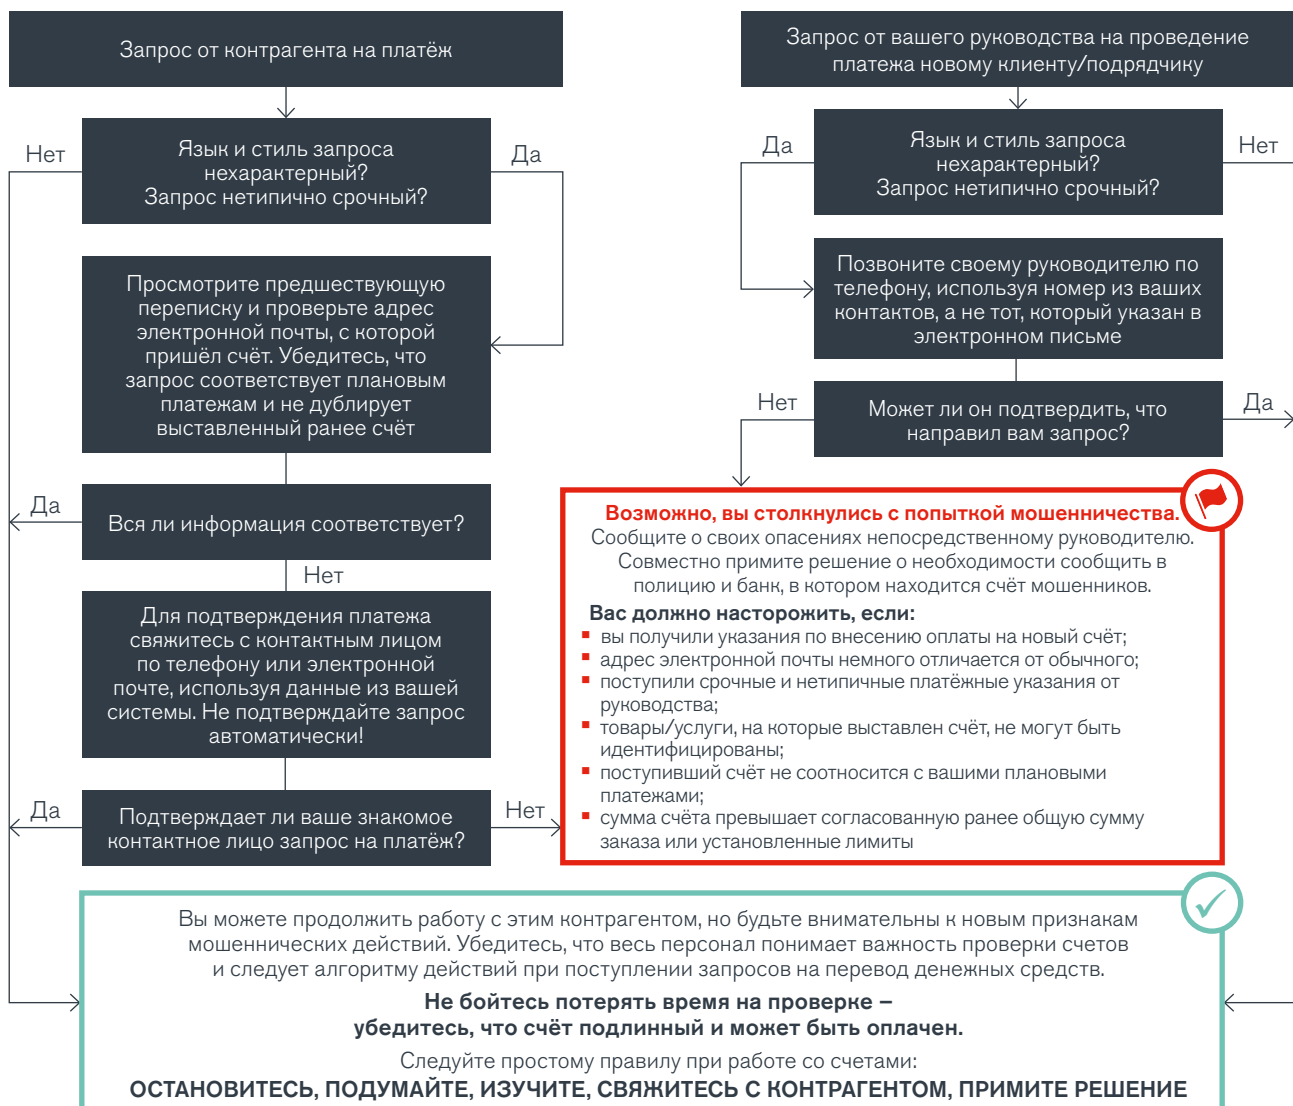 Запрос от контрагента на платёж
Нет
Язык и стиль запроса
нехарактерный?
Запрос нетипично срочный?
Да
Просмотрите предшествующую
переписку и проверьте адрес
электронной почты, с которой
пришёл счёт. Убедитесь, что
запрос соответствует плановым
платежам и не дублирует
выставленный ранее счёт
Да
Вся ли информация соответствует?
Нет
Для подтверждения платежа
свяжитесь с контактным лицом
по телефону или электронной
почте, используя данные из вашей
системы. Не подтверждайте запрос
автоматически!
Да
Подтверждает ли ваше знакомое
контактное лицо запрос на платёж?
Нет
Запрос от вашего руководства на проведение
платежа новому клиенту/подрядчику
Да
Язык и стиль запроса
нехарактерный?
Запрос нетипично срочный?
Нет
Позвоните своему руководителю по
телефону, используя номер из ваших
контактов, а не тот, который указан в
электронном письме
Нет
Может ли он подтвердить, что
направил вам запрос?
Да
Возможно, вы столкнулись с попыткой мошенничества.
Сообщите о своих опасениях непосредственному руководителю.
Совместно примите решение о необходимости сообщить в
полицию и банк, в котором находится счёт мошенников.
Вас должно насторожить, если:
▪ вы получили указания по внесению оплаты на новый счёт;
▪ адрес электронной почты немного отличается от обычного;
▪ поступили срочные и нетипичные платёжные указания от
руководства;
▪ товары/услуги, на которые выставлен счёт, не могут быть
идентифицированы;
▪ поступивший счёт не соотносится с вашими плановыми
платежами;
▪ сумма счёта превышает согласованную ранее общую сумму
заказа или установленные лимиты
Вы можете продолжить работу с этим контрагентом, но будьте внимательны к новым признакам
мошеннических действий. Убедитесь, что весь персонал понимает важность проверки счетов
и следует алгоритму действий при поступлении запросов на перевод денежных средств.
Не бойтесь потерять время на проверке –
убедитесь, что счёт подлинный и может быть оплачен.
Следуйте простому правилу при работе со счетами:
ОСТАНОВИТЕСЬ, ПОДУМАЙТЕ, ИЗУЧИТЕ, СВЯЖИТЕСЬ С КОНТРАГЕНТОМ, ПРИМИТЕ РЕШЕНИЕ